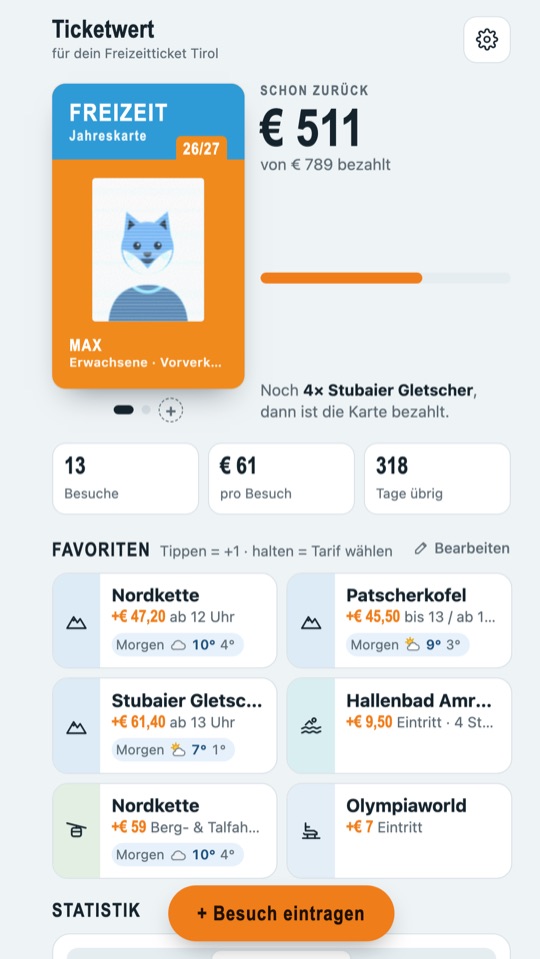 Ticketwert
für dein Freizeitticket Tirol
FREIZEIT
Jahreskarte
26/27
MAX
Erwachsene · Vorverk...
SCHON ZURÜCK
€ 511
von € 789 bezahlt
Noch 4× Stubaier Gletscher,
dann ist die Karte bezahlt.
+
13
Besuche
€ 61
pro Besuch
318
Tage übrig
FAVORITEN Tippen = +1 · halten = Tarif wählen Bearbeiten
Nordkette
+€ 47,20 ab 12 Uhr
Morgen 10° 4°
Patscherkofel
+€ 45,50 bis 13 / ab 1...
Morgen 9° 3°
Stubaier Gletsc...
+€ 61,40 ab 13 Uhr
Morgen 7° 1°
Hallenbad Amr...
+€ 9,50 Eintritt · 4 St...
Nordkette
+€ 59 Berg- & Talfah...
Morgen 10° 4°
Olympiaworld
+€ 7 Eintritt
STATISTIK
+ Besuch eintragen